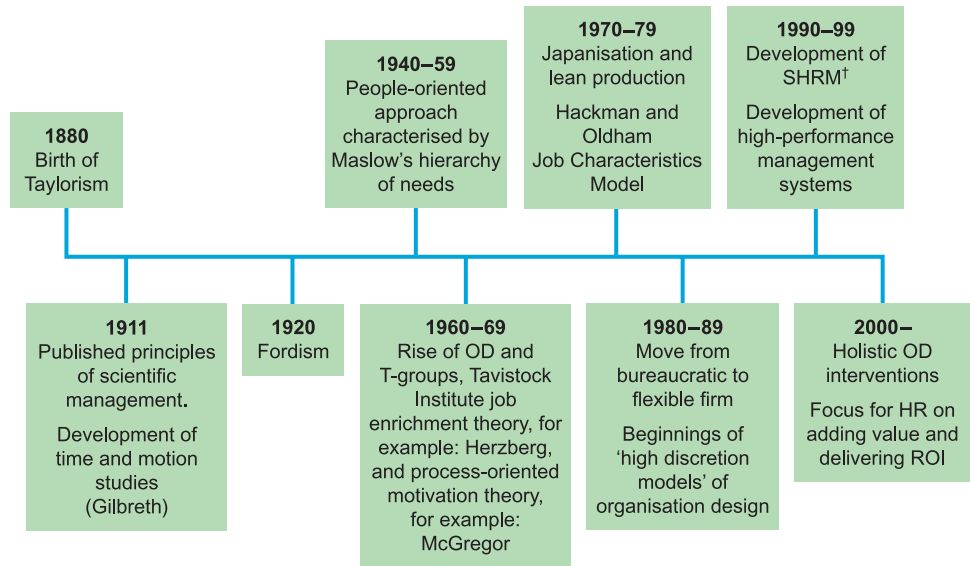 1880
Birth of
Taylorism
1911
Published principles
of scientific
management.
Development of
time and motion
studies
(Gilbreth)
1920
Fordism
1940–59
People-oriented
approach
characterised by
Maslow's hierarchy
of needs
1960–69
Rise of OD and
T-groups, Tavistock
Institute job
enrichment theory, for
example: Herzberg,
and process-oriented
motivation theory,
for example:
McGregor
1970–79
Japanisation and
lean production
Hackman and
Oldham
Job Characteristics
Model
1980–89
Move from
bureaucratic to
flexible firm
Beginnings of
'high discretion
models' of
organisation design
1990–99
Development of
SHRM†
Development of
high-performance
management
systems
2000–
Holistic OD
interventions
Focus for HR on
adding value and
delivering ROI